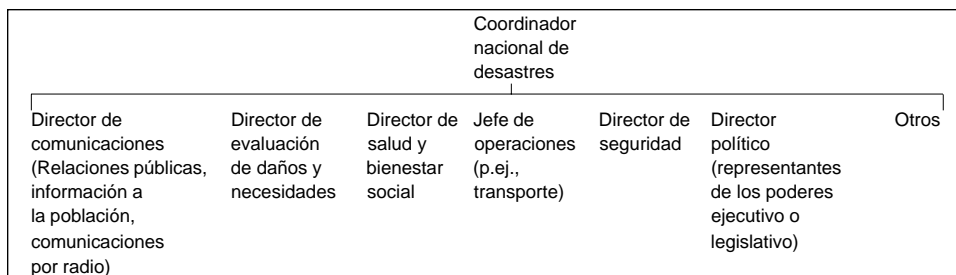 Coordinador
nacional de
desastres
Director de
comunicaciones
(Relaciones públicas,
información a
la población,
comunicaciones
por radio)
Director de
evaluación
de daños y
necesidades
Director de
salud y
bienestar
social
Jefe de
operaciones
(p.ej.,
transporte)
Director de
seguridad
Director
político
(representantes
de los poderes
ejecutivo o
legislativo)
Otros